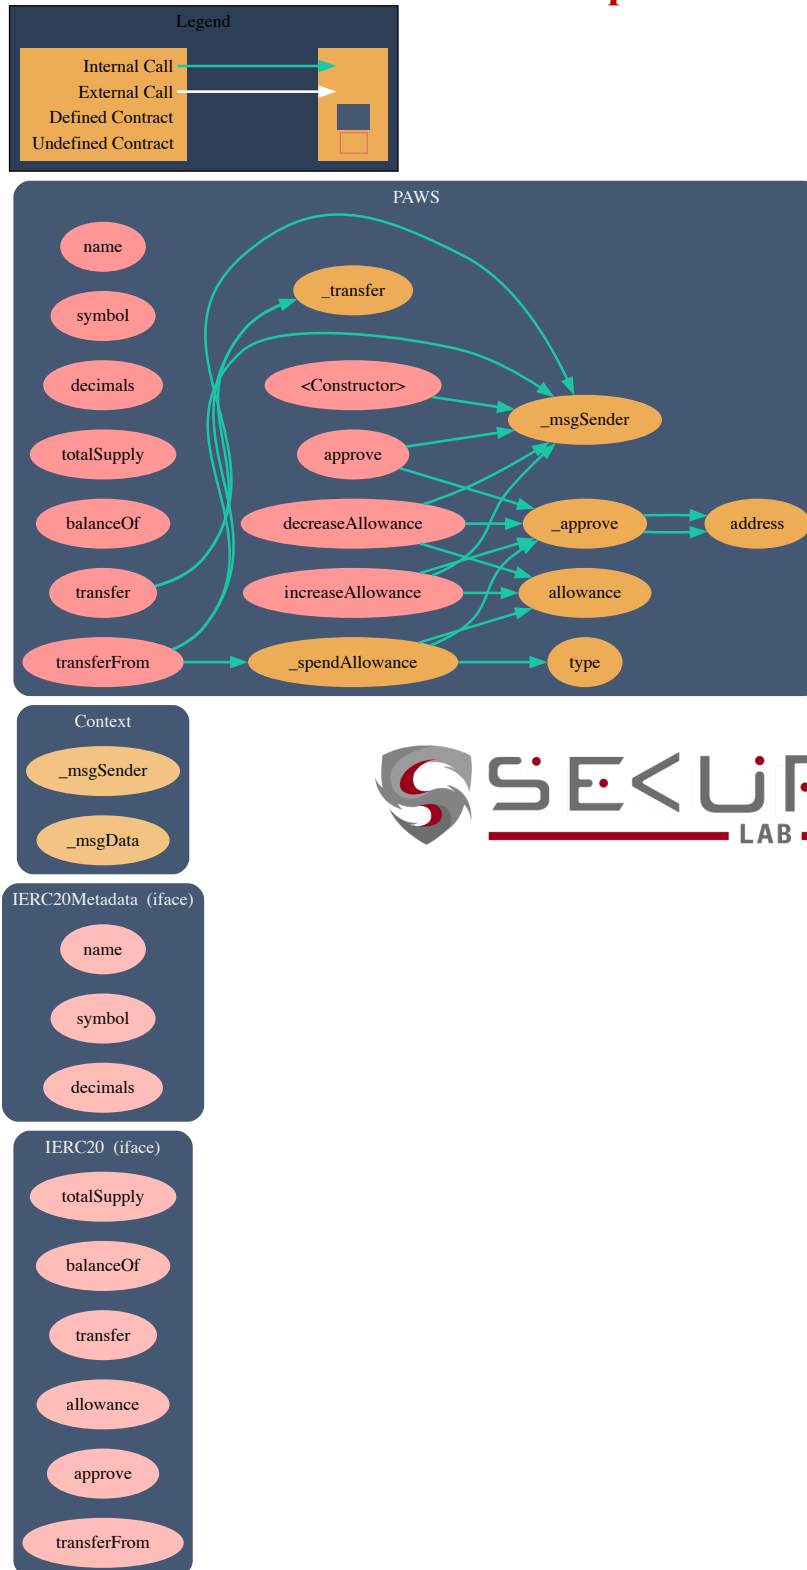 Legend
Internal Call
External Call
Defined Contract
Undefined Contract
PAWS
name
symbol
decimals
totalSupply
balanceOf
transfer
transferFrom
_transfer
<Constructor>
approve
decreaseAllowance
increaseAllowance
_spendAllowance
_msgSender
_approve
allowance
type
address
Context
_msgSender
_msgData
LAB
IERC20Metadata (iface)
name
symbol
decimals
IERC20 (iface)
totalSupply
balanceOf
transfer
allowance
approve
transferFrom